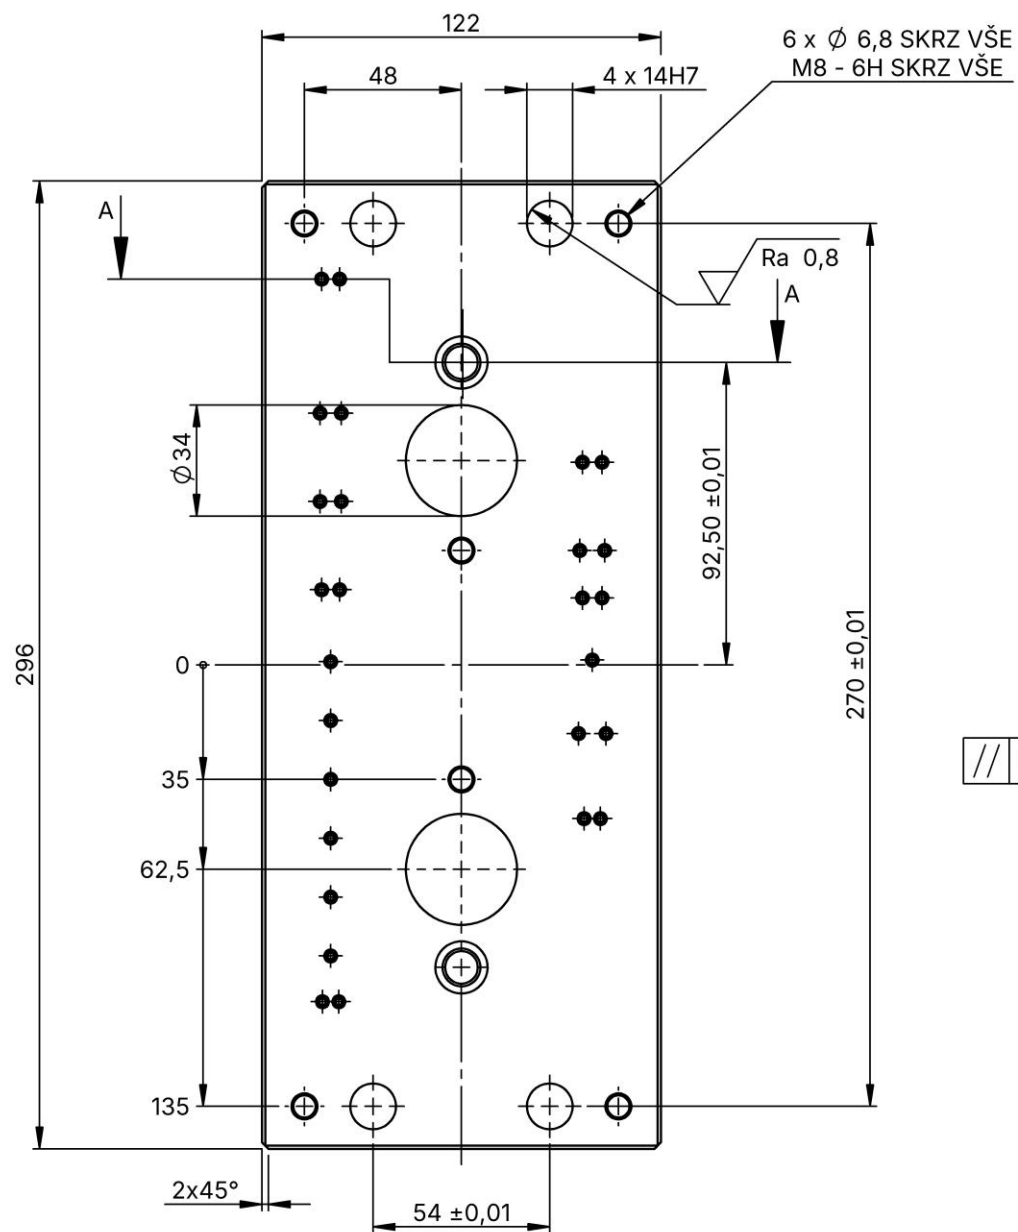 122
6 x Ø 6,8 SKRZ VŠE
M8 - 6H SKRZ VŠE
48
4 x 14H7
A
Ra 0,8
A
Ø34
92,50 ±0,01
296
0
270 ±0,01
35
//
62,5
135
2x45°
54 ±0,01